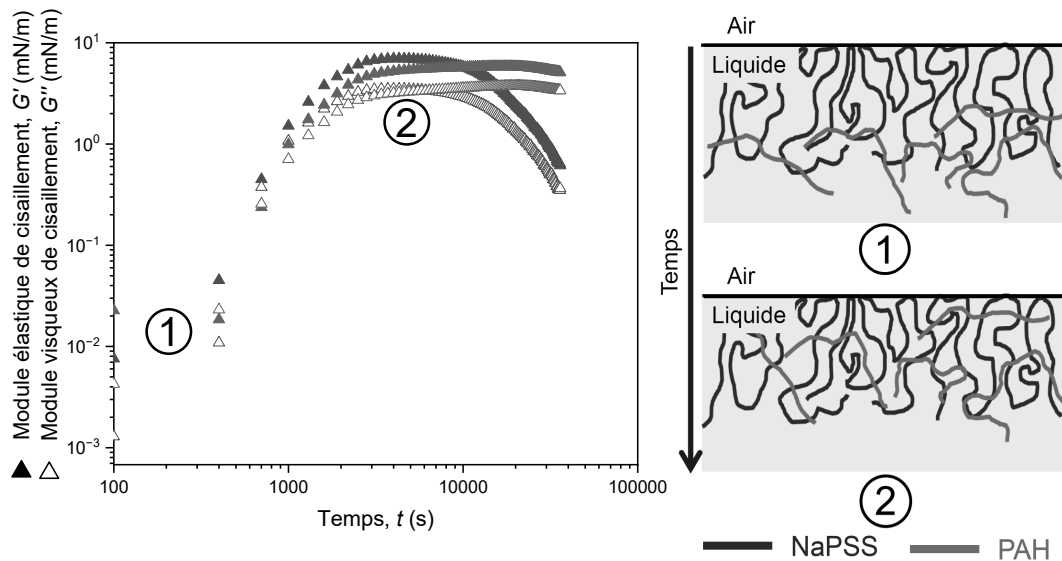 Module élastique de cisaillement, G′ (mN/m)
Module visqueux de cisaillement, G″ (mN/m)
10¹
10⁰
10⁻¹
10⁻²
10⁻³
100
1000
10000
100000
Temps, t (s)
1
2
Temps
Air
Liquide
1
Air
Liquide
2
NaPSS
PAH